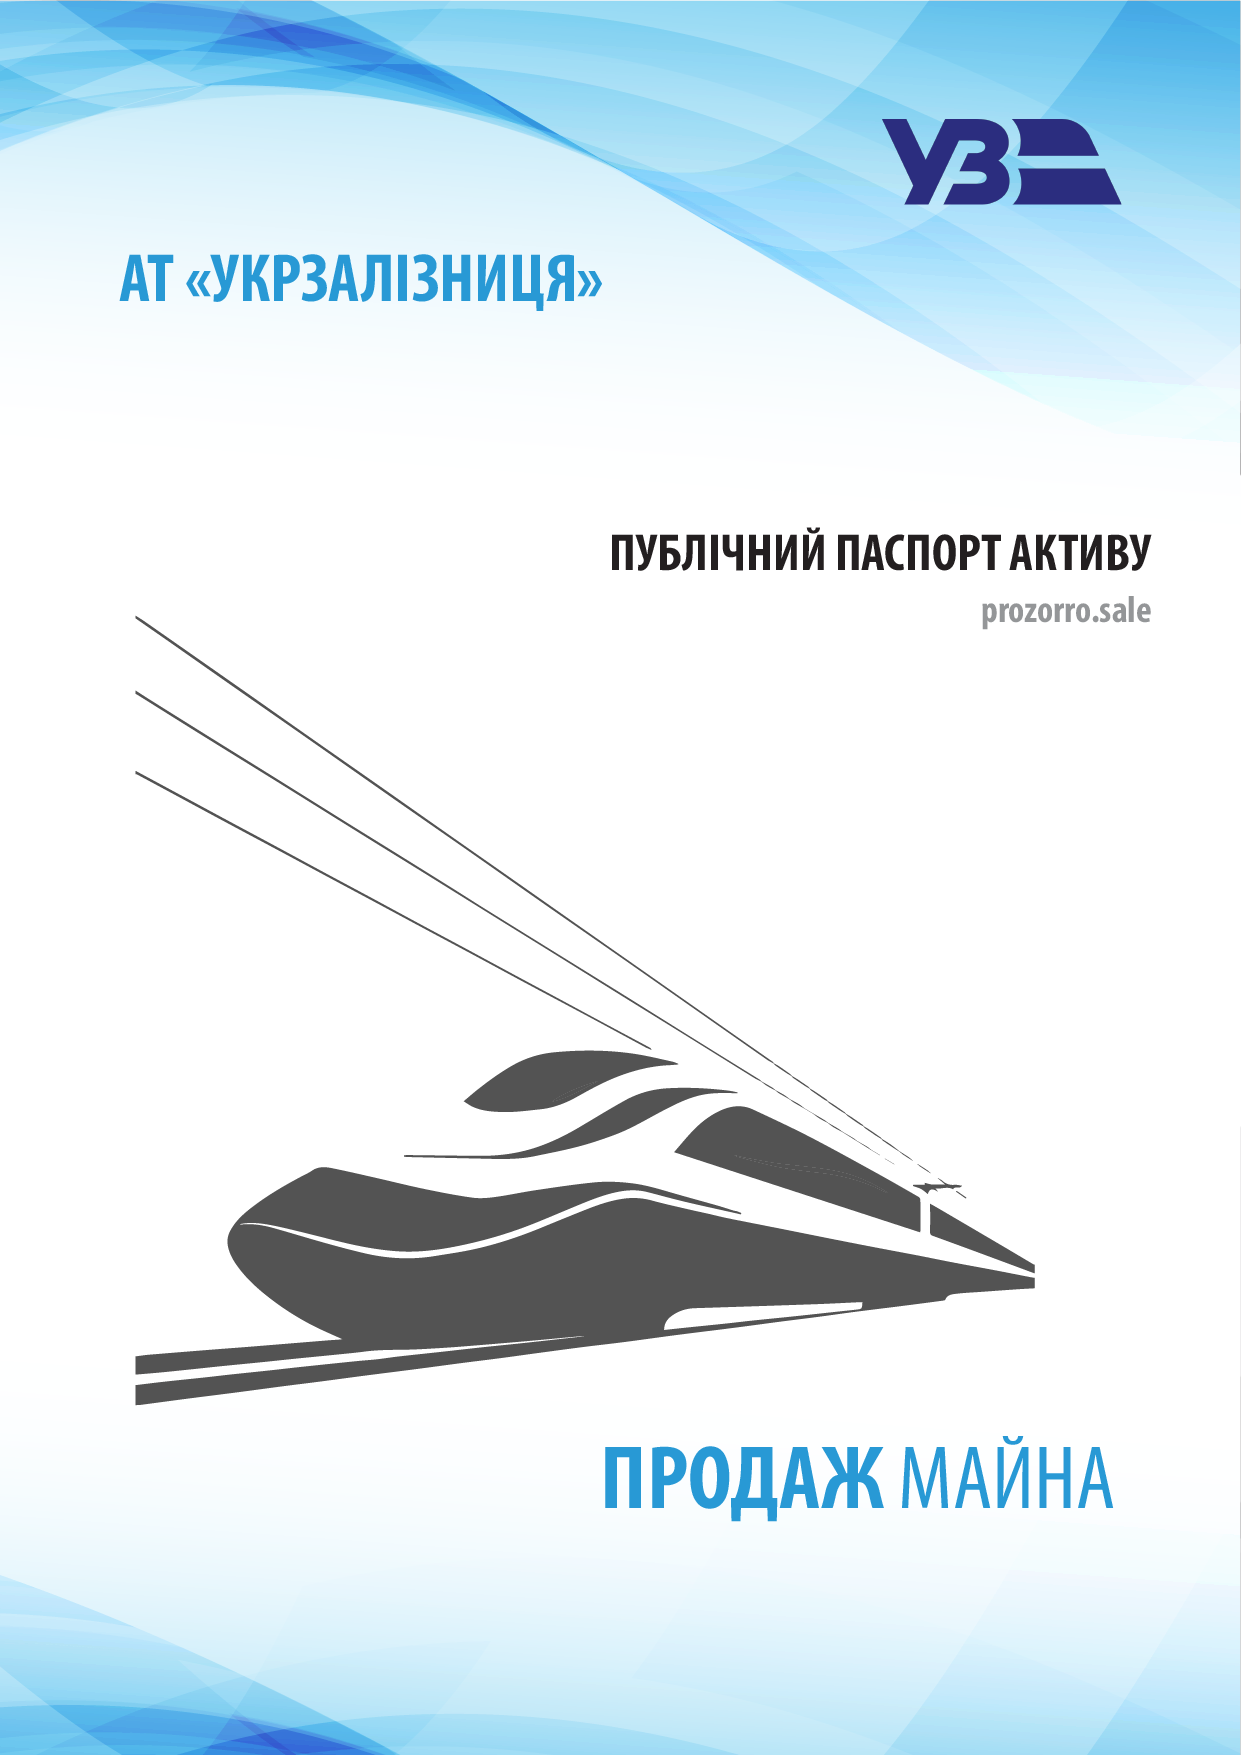 УЗ
АТ «УКРЗАЛІЗНИЦЯ»
ПУБЛІЧНИЙ ПАСПОРТ АКТИВУ
prozorro.sale
ПРОДАЖ МАЙНА